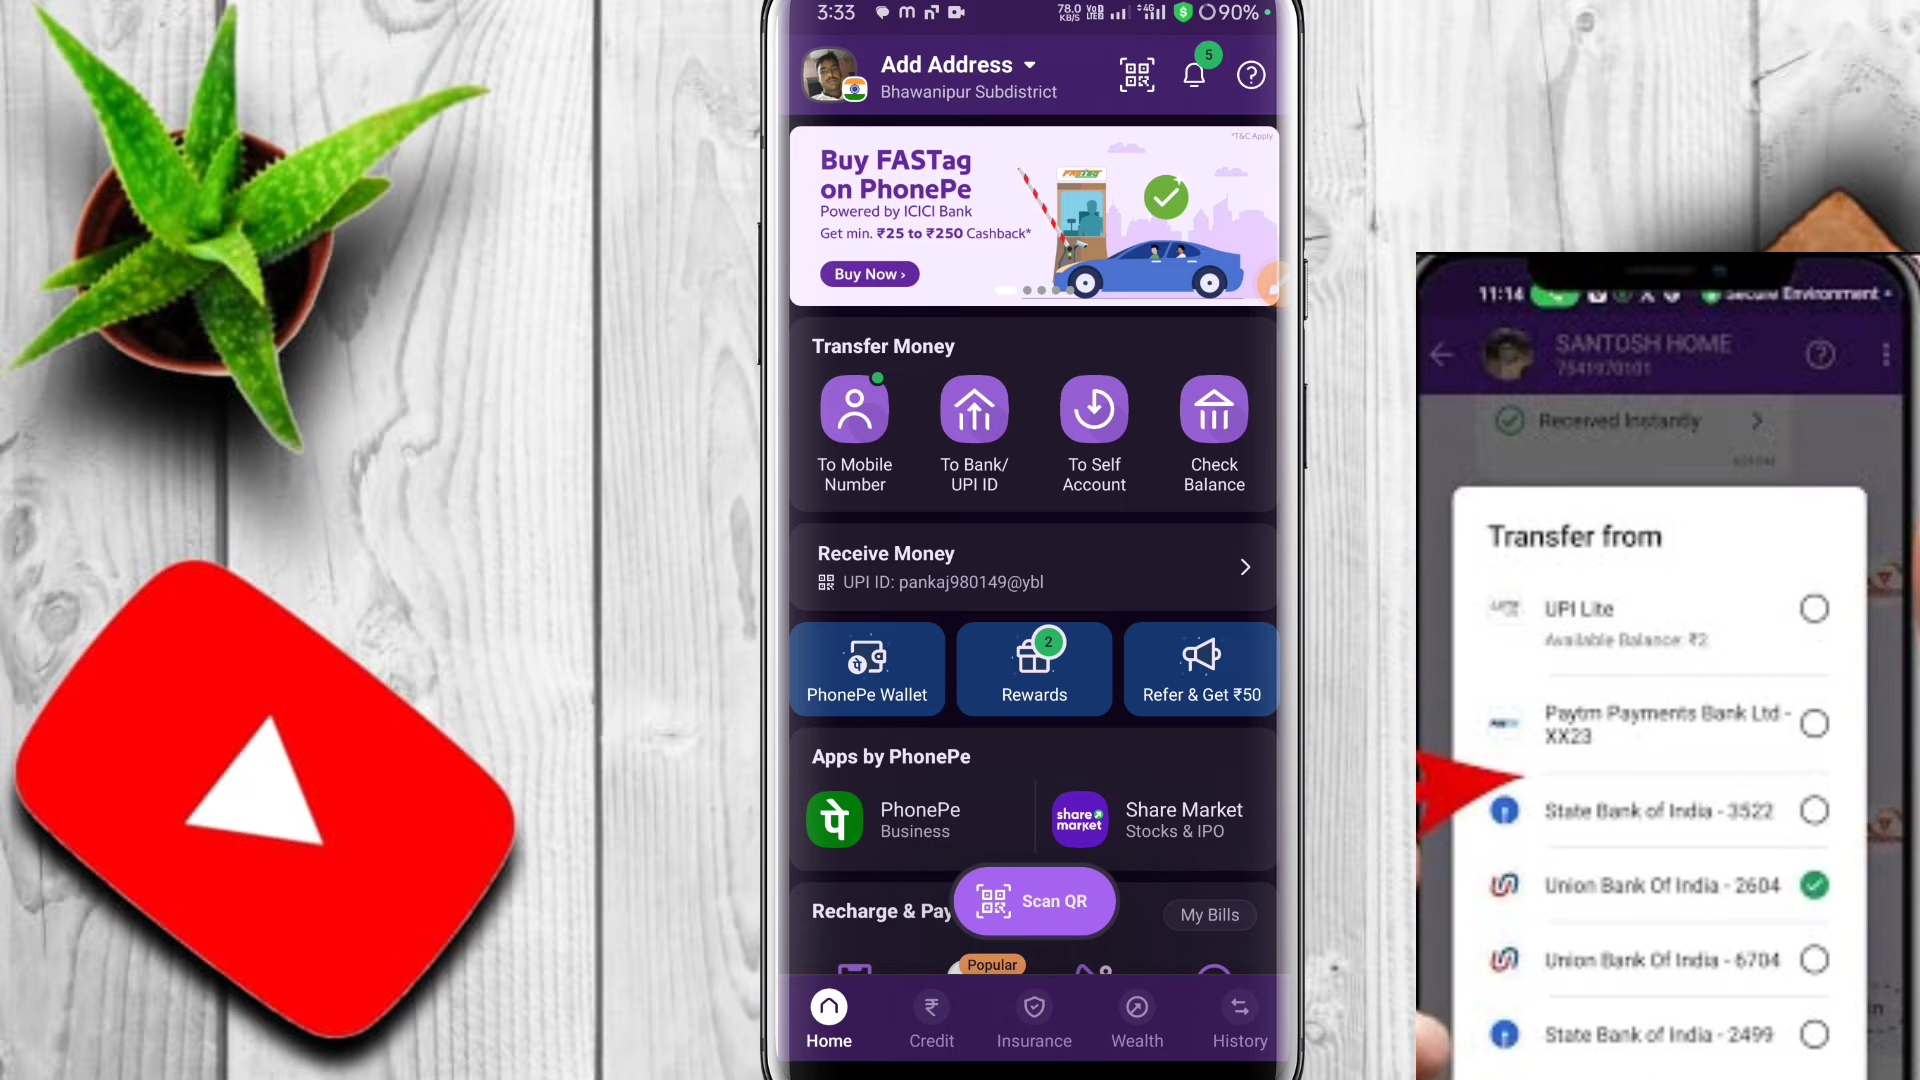 3:33
78.0
KB/S
4G
90%
Add Address
Bhawanipur Subdistrict
5
*T&C Apply
Buy FASTag
on PhonePe
Powered by ICICI Bank
Get min. ₹25 to ₹250 Cashback*
Buy Now ›
FASTag
Transfer Money
To Mobile
Number
To Bank/
UPI ID
To Self
Account
Check
Balance
Receive Money
UPI ID: pankaj980149@ybl
PhonePe Wallet
2
Rewards
Refer & Get ₹50
Apps by PhonePe
पे
PhonePe
Business
share
market
Share Market
Stocks & IPO
Recharge & Pay
Scan QR
My Bills
Popular
Home
Credit
Insurance
Wealth
History
11:14
Secure Environment
SANTOSH HOME
7541970101
Received Instantly
Transfer from
UPI Lite
Available Balance: ₹2
Paytm Payments Bank Ltd -
XX23
State Bank of India - 3522
Union Bank Of India - 2604
Union Bank Of India - 6704
State Bank of India - 2499